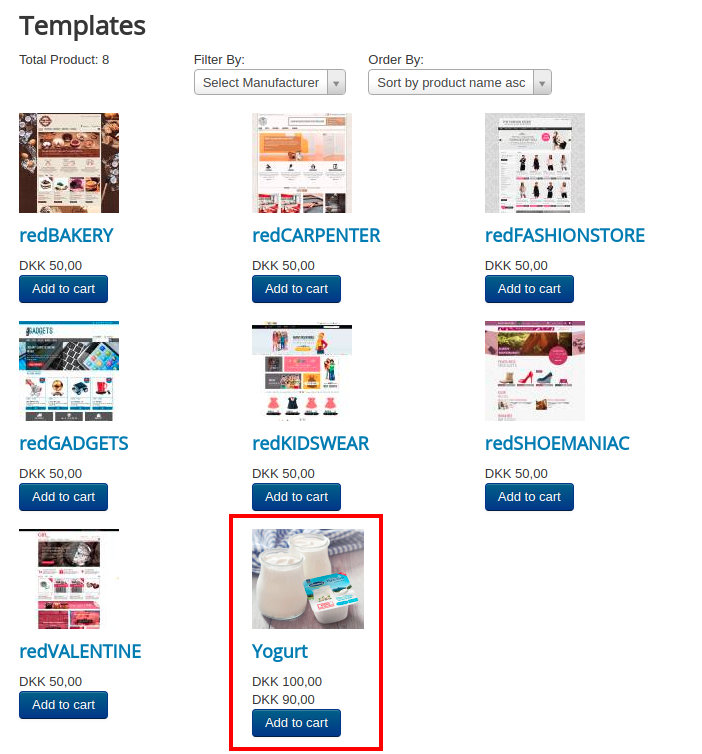 Templates
Total Product: 8
Filter By:
Order By:
Select Manufacturer
Sort by product name asc
redBAKERY
DKK 50,00
Add to cart
redCARPENTER
DKK 50,00
Add to cart
redFASHIONSTORE
DKK 50,00
Add to cart
GADGETS
redGADGETS
DKK 50,00
Add to cart
redKIDSWEAR
DKK 50,00
Add to cart
redSHOEMANIAC
DKK 50,00
Add to cart
redVALENTINE
DKK 50,00
Add to cart
Yogurt
DKK 100,00
DKK 90,00
Add to cart